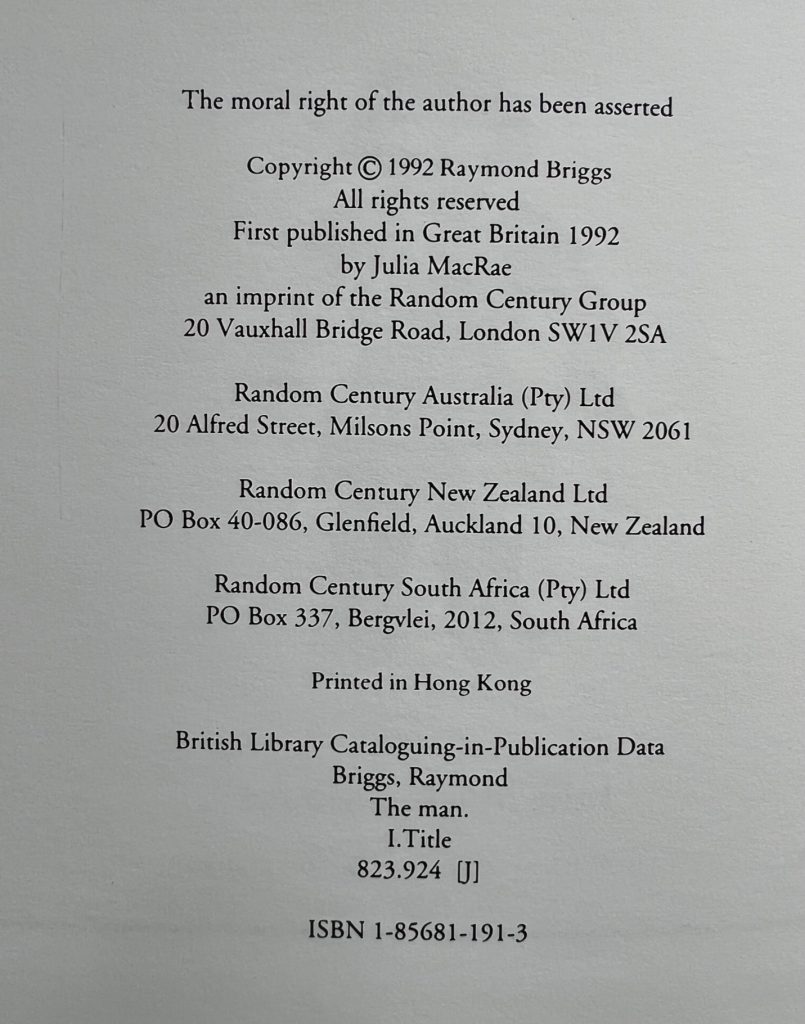 The moral right of the author has been asserted
Copyright © 1992 Raymond Briggs
All rights reserved
First published in Great Britain 1992
by Julia MacRae
an imprint of the Random Century Group
20 Vauxhall Bridge Road, London SW1V 2SA
Random Century Australia (Pty) Ltd
20 Alfred Street, Milsons Point, Sydney, NSW 2061
Random Century New Zealand Ltd
PO Box 40-086, Glenfield, Auckland 10, New Zealand
Random Century South Africa (Pty) Ltd
PO Box 337, Bergvlei, 2012, South Africa
Printed in Hong Kong
British Library Cataloguing-in-Publication Data
Briggs, Raymond
The man.
I.Title
823.924 [J]
ISBN 1-85681-191-3